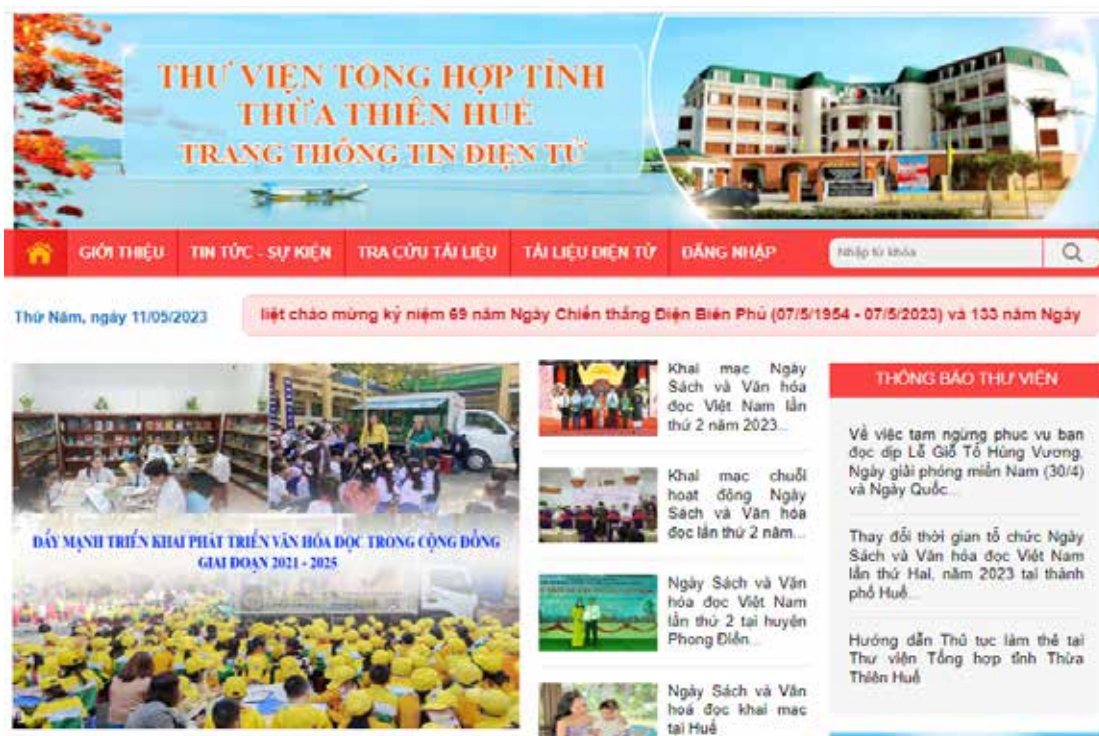 THƯ VIỆN TỔNG HỢP TỈNH
THỪA THIÊN HUẾ
TRANG THÔNG TIN ĐIỆN TỬ
GIỚI THIỆU TIN TỨC - SỰ KIỆN TRA CỨU TÀI LIỆU TÀI LIỆU ĐIỆN TỬ ĐĂNG NHẬP Nhập từ khóa
Thứ Năm, ngày 11/05/2023
liệt chào mừng kỷ niệm 69 năm Ngày Chiến thắng Điện Biên Phủ (07/5/1954 - 07/5/2023) và 133 năm Ngày
ĐẨY MẠNH TRIỂN KHAI PHÁT TRIỂN VĂN HÓA ĐỌC TRONG CỘNG ĐỒNG
GIAI ĐOẠN 2021 - 2025
Khai mạc Ngày
Sách và Văn hóa
đọc Việt Nam lần
thứ 2 năm 2023...
Khai mạc chuỗi
hoạt động Ngày
Sách và Văn hóa
đọc lần thứ 2 năm...
Ngày Sách và Văn
hóa đọc Việt Nam
lần thứ 2 tại huyện
Phong Điền...
Ngày Sách và Văn
hoá đọc khai mạc
tại Huế
THÔNG BÁO THƯ VIỆN
Về việc tạm ngừng phục vụ bạn
đọc dịp Lễ Giỗ Tổ Hùng Vương,
Ngày giải phóng miền Nam (30/4)
và Ngày Quốc...
Thay đổi thời gian tổ chức Ngày
Sách và Văn hóa đọc Việt Nam
lần thứ Hai, năm 2023 tại thành
phố Huế...
Hướng dẫn Thủ tục làm thẻ tại
Thư viện Tổng hợp tỉnh Thừa
Thiên Huế